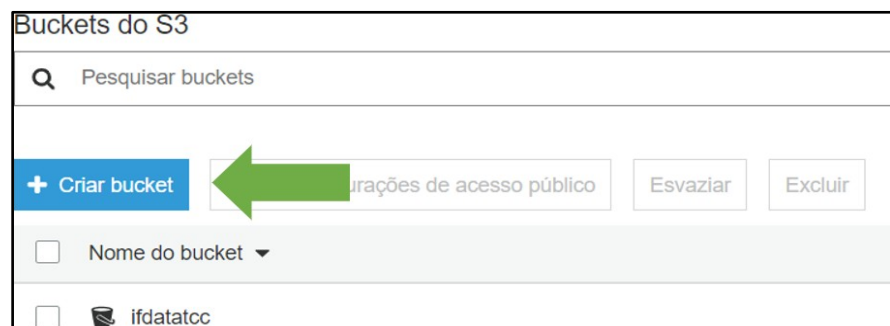 Buckets do S3
Pesquisar buckets
+ Criar bucket urações de acesso público Esvaziar Excluir
Nome do bucket
ifdatatcc